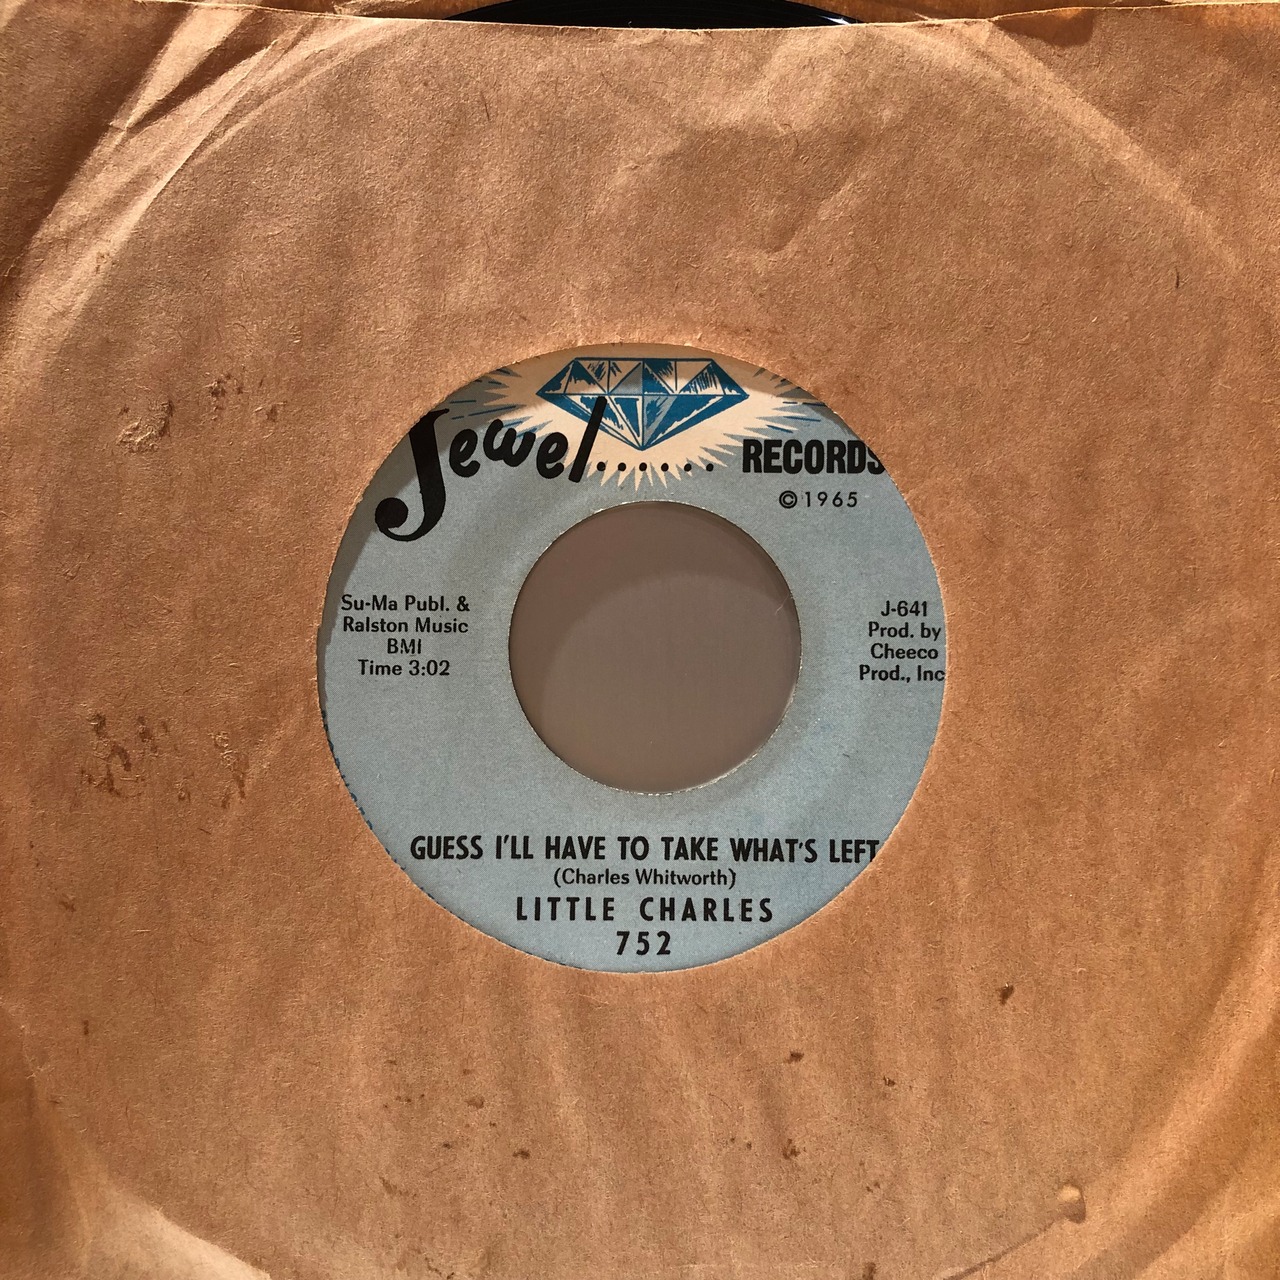 Jewel...... RECORDS
©1965
Su-Ma Publ. &
Ralston Music
BMI
Time 3:02
J-641
Prod. by
Cheeco
Prod., Inc
GUESS I'LL HAVE TO TAKE WHAT'S LEFT
(Charles Whitworth)
LITTLE CHARLES
752